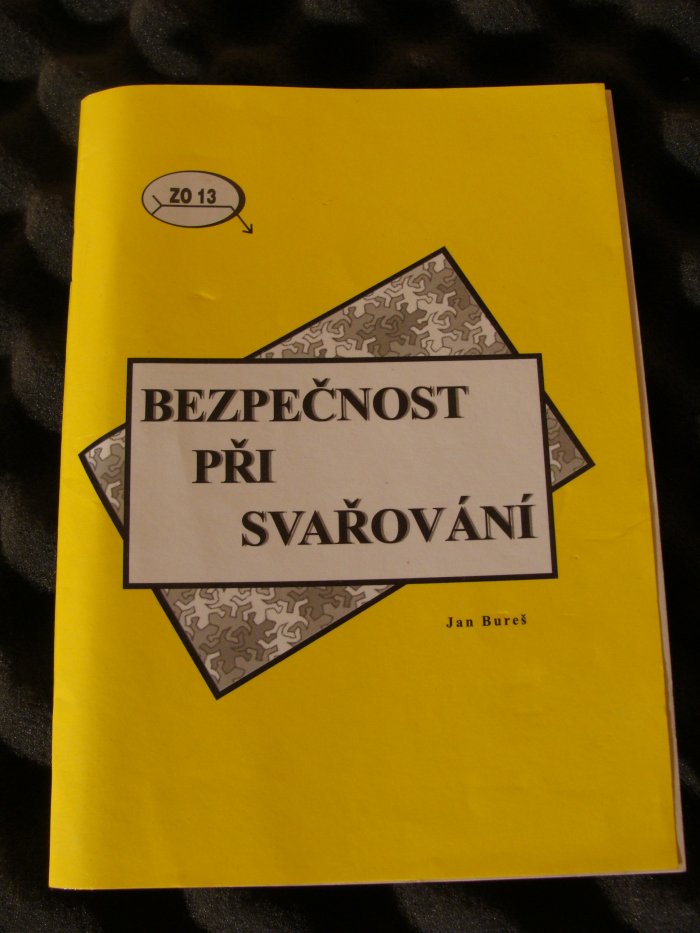 ZO 13
BEZPEČNOST
PŘI
SVAŘOVÁNÍ
Jan Bureš